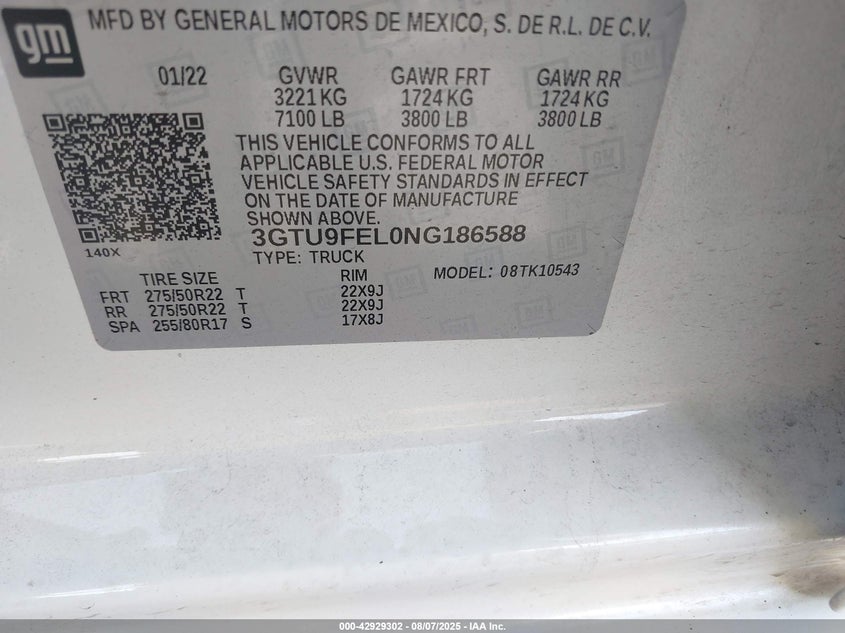 gm MFD BY GENERAL MOTORS DE MEXICO, S. DE R.L. DE C.V.
01/22 GVWR GAWR FRT GAWR RR
3221 KG 1724 KG 1724 KG
7100 LB 3800 LB 3800 LB
THIS VEHICLE CONFORMS TO ALL
APPLICABLE U.S. FEDERAL MOTOR
VEHICLE SAFETY STANDARDS IN EFFECT
ON THE DATE OF MANUFACTURE
SHOWN ABOVE.
3GTU9FEL0NG186588
140X TYPE: TRUCK
TIRE SIZE RIM MODEL: 08TK10543
FRT 275/50R22 T 22X9J
RR 275/50R22 T 22X9J
SPA 255/80R17 S 17X8J
000-42929302 - 08/07/2025 - IAA Inc.